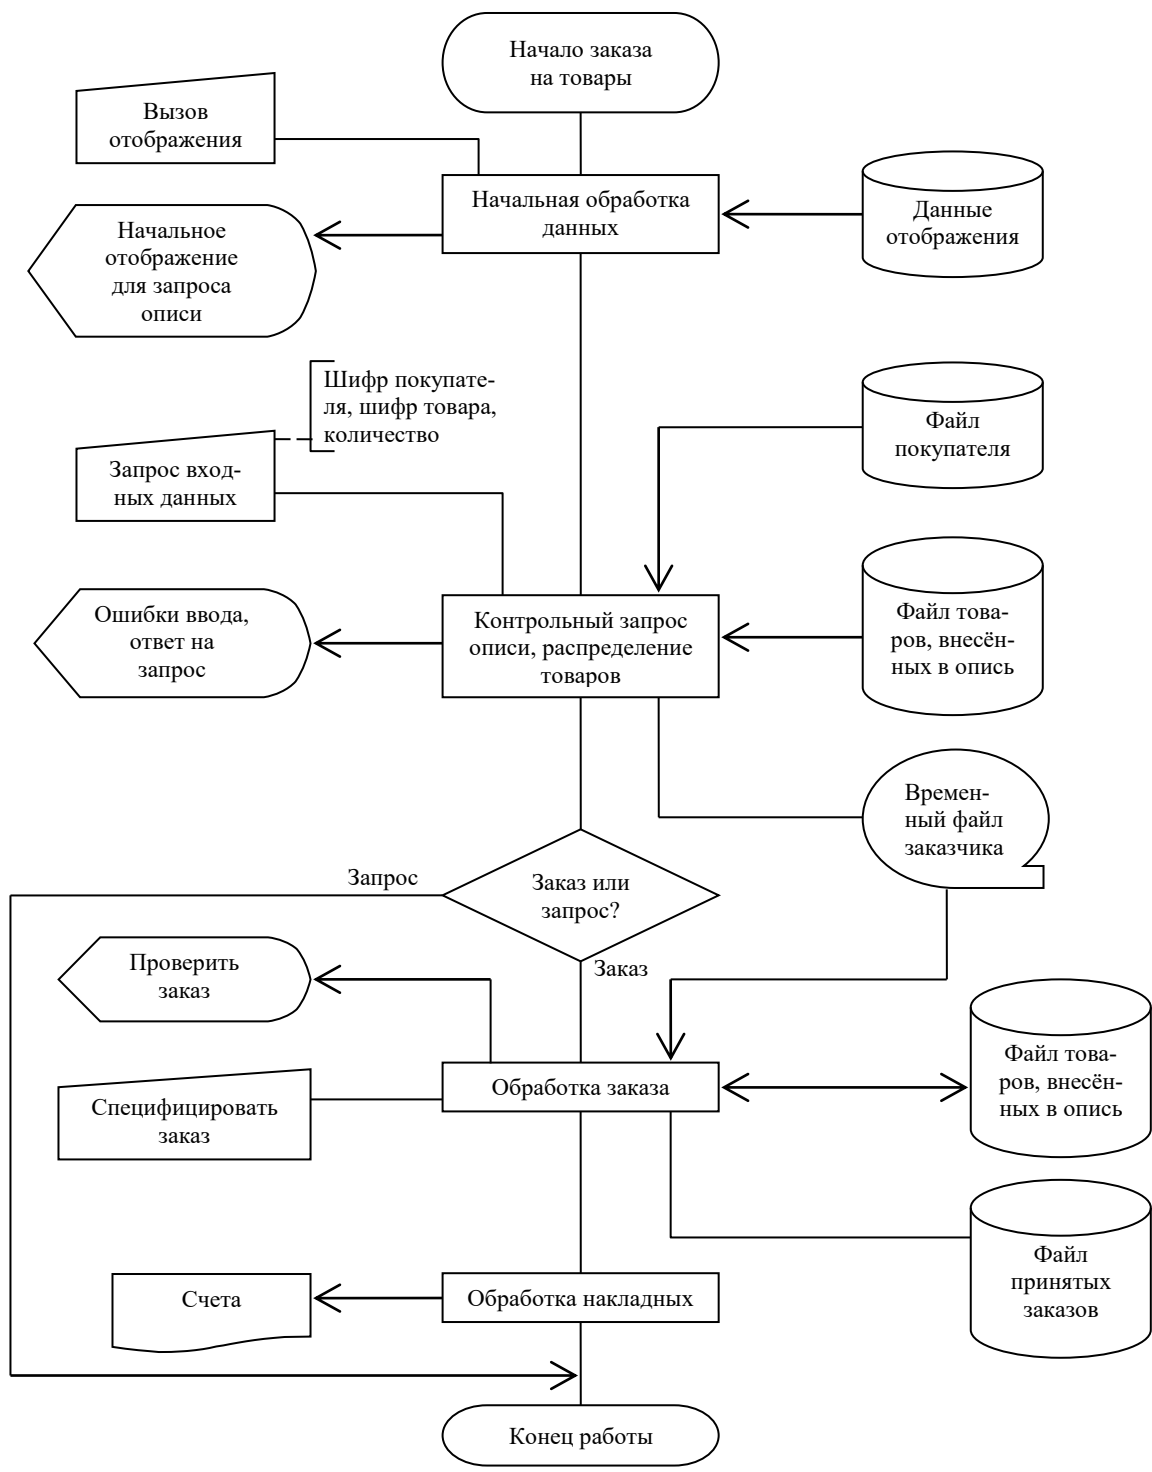 Начало заказа
на товары
Вызов
отображения
Начальная обработка
данных
Данные
отображения
Начальное
отображение
для запроса
описи
Шифр покупате-
ля, шифр товара,
количество
Файл
покупателя
Запрос вход-
ных данных
Ошибки ввода,
ответ на
запрос
Контрольный запрос
описи, распределение
товаров
Файл това-
ров, внесён-
ных в опись
Времен-
ный файл
заказчика
Запрос
Заказ или
запрос?
Заказ
Проверить
заказ
Обработка заказа
Файл това-
ров, внесён-
ных в опись
Специфицировать
заказ
Файл
принятых
заказов
Счета
Обработка накладных
Конец работы